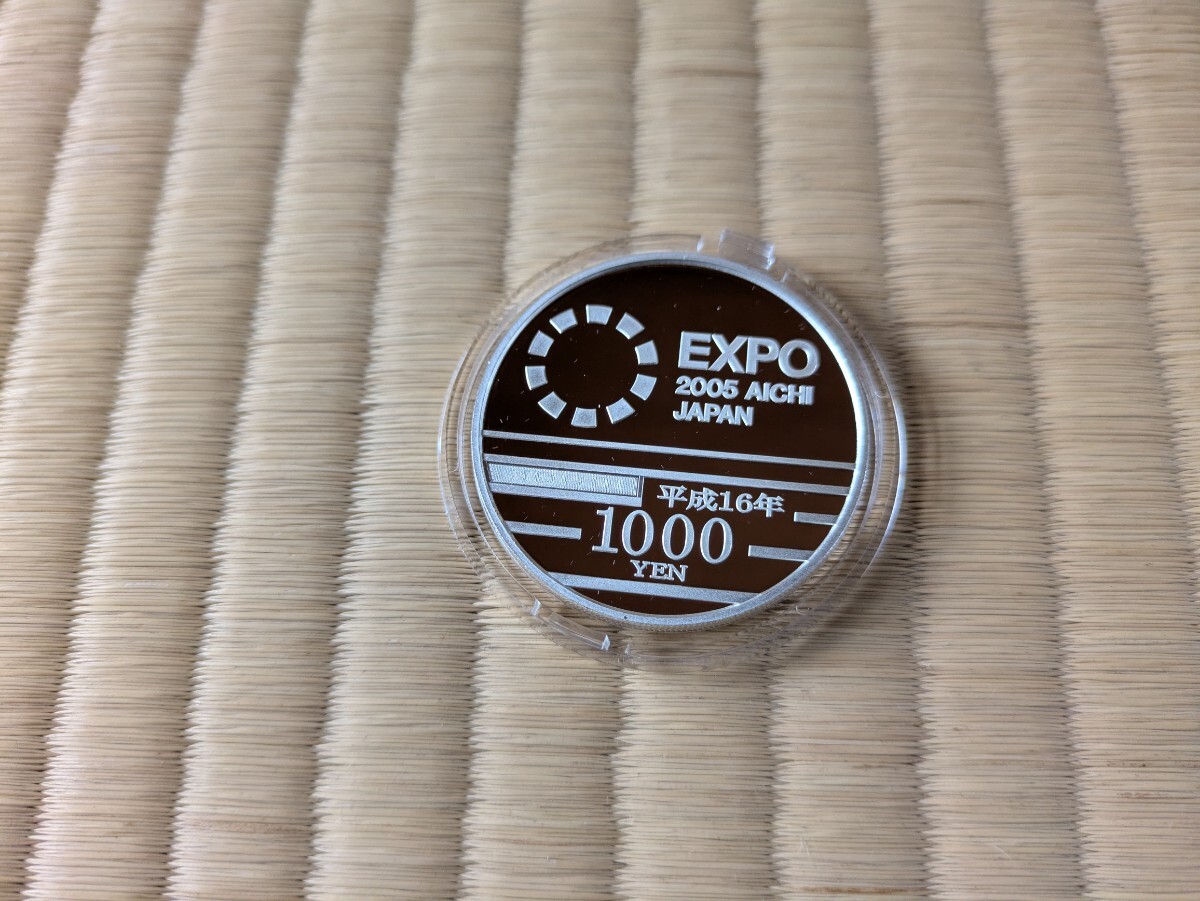 EXPO
2005 AICHI
JAPAN
平成16年
1000
YEN